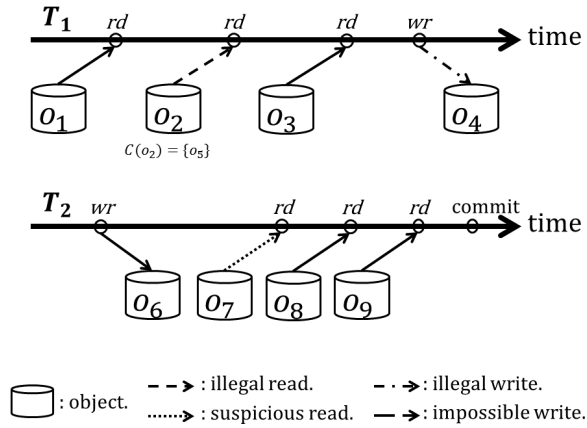 T1 rd rd rd wr time
o1 o2 o3 o4
C(o2) = {o5}
T2 wr rd rd rd commit time
o6 o7 o8 o9
: object. : illegal read. : illegal write.
: suspicious read. : impossible write.